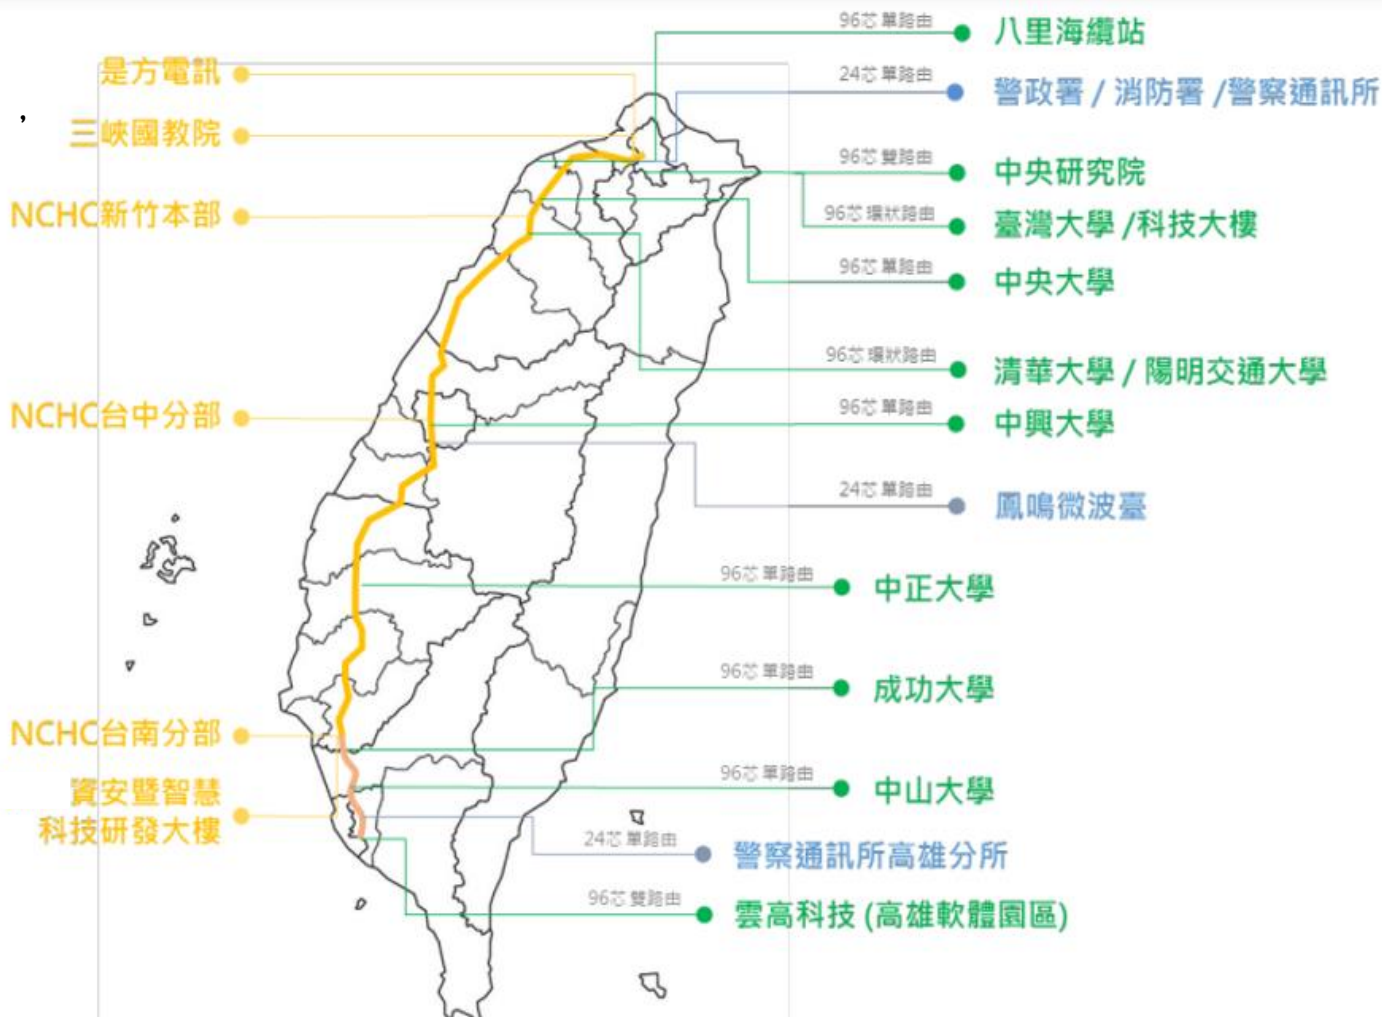 是方電訊
,
三峽國教院
NCHC新竹本部
NCHC台中分部
NCHC台南分部
資安暨智慧
科技研發大樓
96芯單路由
八里海纜站
24芯單路由
警政署 / 消防署 /警察通訊所
96芯雙路由
中央研究院
96芯環狀路由
臺灣大學 /科技大樓
96芯單路由
中央大學
96芯環狀路由
清華大學 / 陽明交通大學
96芯單路由
中興大學
24芯單路由
鳳鳴微波臺
96芯單路由
中正大學
96芯單路由
成功大學
96芯單路由
中山大學
24芯單路由
警察通訊所高雄分所
96芯雙路由
雲高科技 (高雄軟體園區)